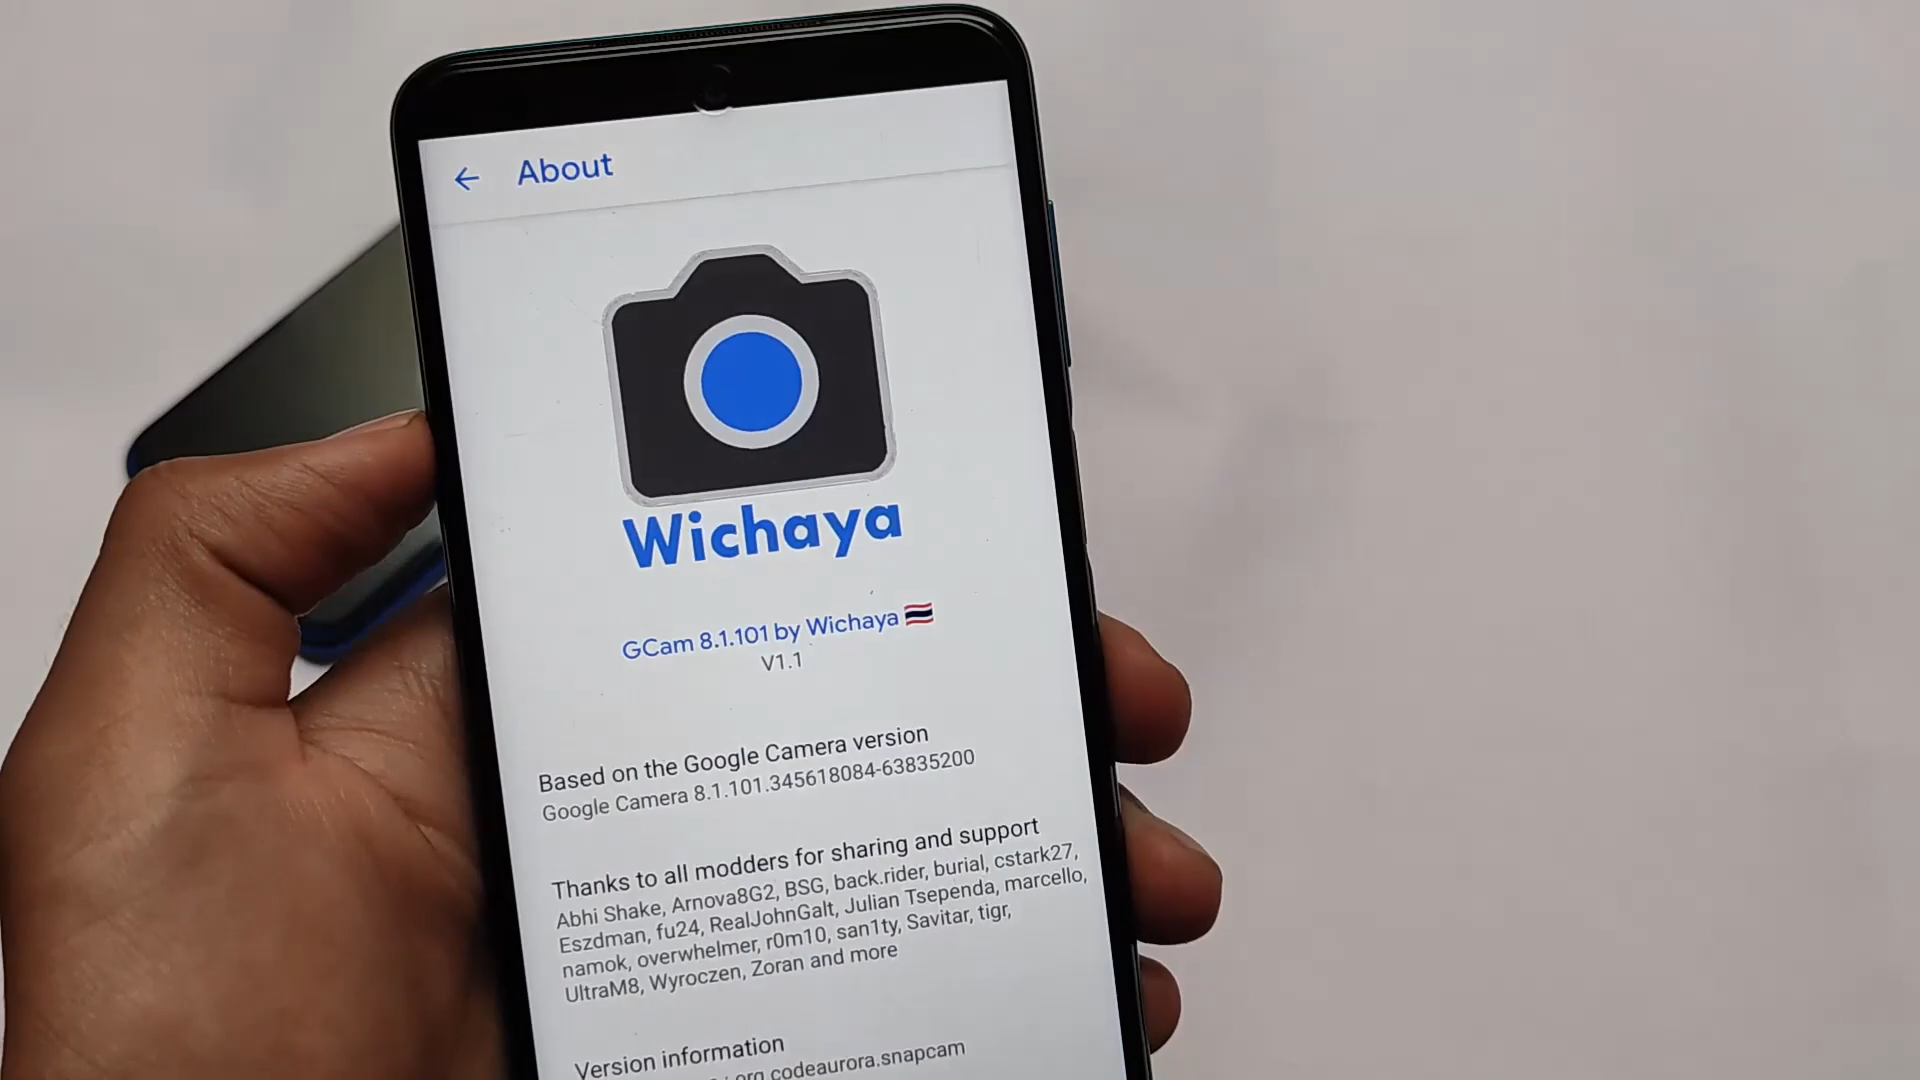 About
Wichaya
GCam 8.1.101 by Wichaya
V1.1
Based on the Google Camera version
Google Camera 8.1.101.345618084-63835200
Thanks to all modders for sharing and support
Abhi Shake, Arnova8G2, BSG, back.rider, burial, cstark27,
Eszdman, fu24, RealJohnGalt, Julian Tsependa, marcello,
namok, overwhelmer, r0m10, san1ty, Savitar, tigr,
UltraM8, Wyroczen, Zoran and more
Version information
org.codeaurora.snapcam